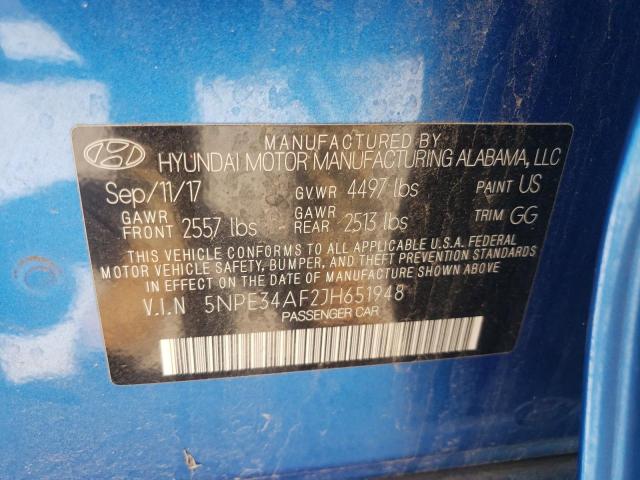 MANUFACTURED BY
HYUNDAI MOTOR MANUFACTURING ALABAMA, LLC
Sep/11/17 GVWR 4497 lbs PAINT US
GAWR FRONT 2557 lbs GAWR REAR 2513 lbs TRIM GG
THIS VEHICLE CONFORMS TO ALL APPLICABLE U.S.A. FEDERAL
MOTOR VEHICLE SAFETY, BUMPER, AND THEFT PREVENTION STANDARDS
IN EFFECT ON THE DATE OF MANUFACTURE SHOWN ABOVE.
V.I.N 5NPE34AF2JH651948
PASSENGER CAR